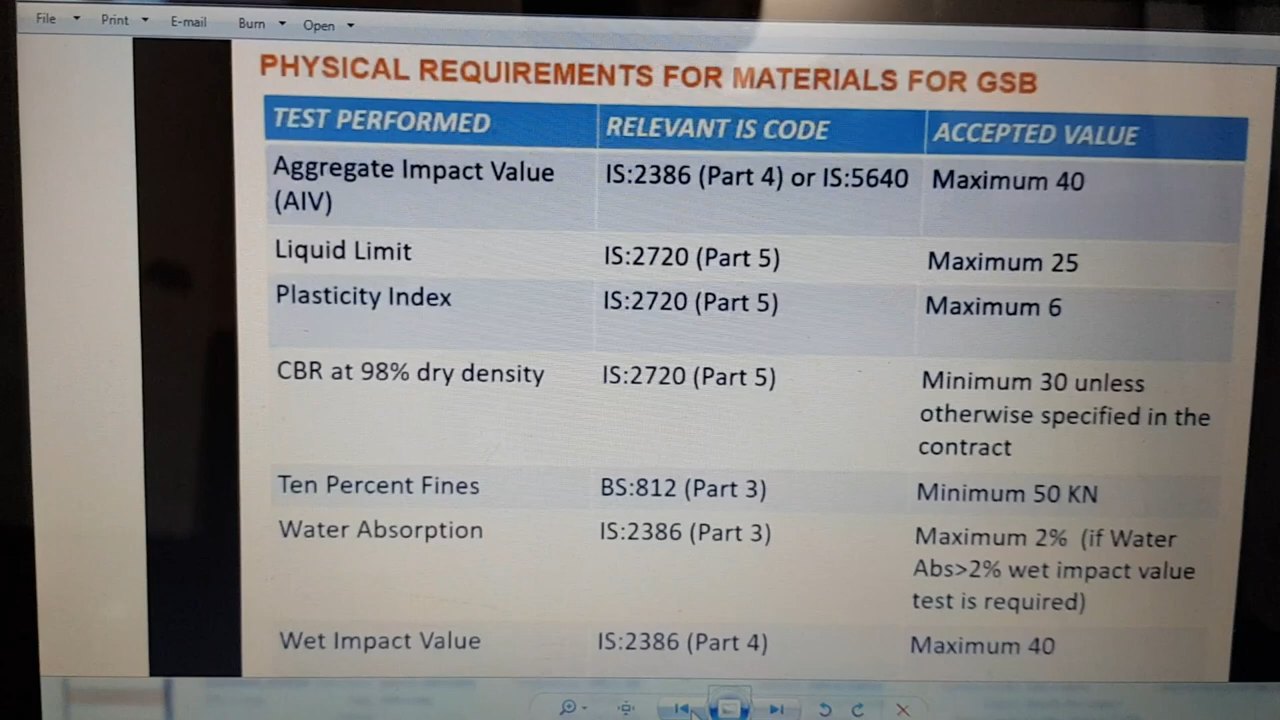 File Print E-mail Burn Open
PHYSICAL REQUIREMENTS FOR MATERIALS FOR GSB
TEST PERFORMED RELEVANT IS CODE ACCEPTED VALUE
Aggregate Impact Value IS:2386 (Part 4) or IS:5640 Maximum 40
(AIV)
Liquid Limit IS:2720 (Part 5) Maximum 25
Plasticity Index IS:2720 (Part 5) Maximum 6
CBR at 98% dry density IS:2720 (Part 5) Minimum 30 unless
otherwise specified in the
contract
Ten Percent Fines BS:812 (Part 3) Minimum 50 KN
Water Absorption IS:2386 (Part 3) Maximum 2% (if Water
Abs>2% wet impact value
test is required)
Wet Impact Value IS:2386 (Part 4) Maximum 40